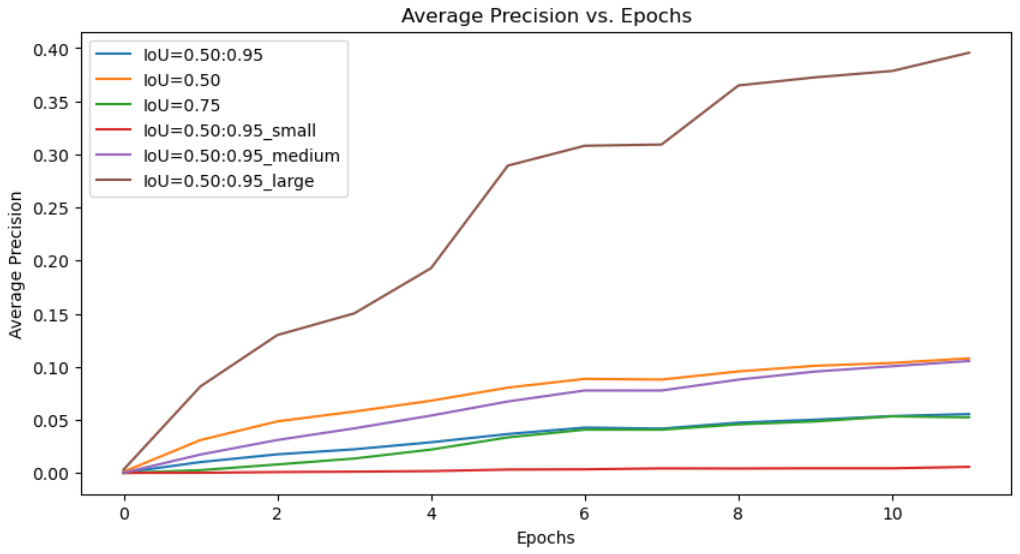 Average Precision vs. Epochs
IoU=0.50:0.95
IoU=0.50
IoU=0.75
IoU=0.50:0.95_small
IoU=0.50:0.95_medium
IoU=0.50:0.95_large
Average Precision
0.40
0.35
0.30
0.25
0.20
0.15
0.10
0.05
0.00
0 2 4 6 8 10
Epochs